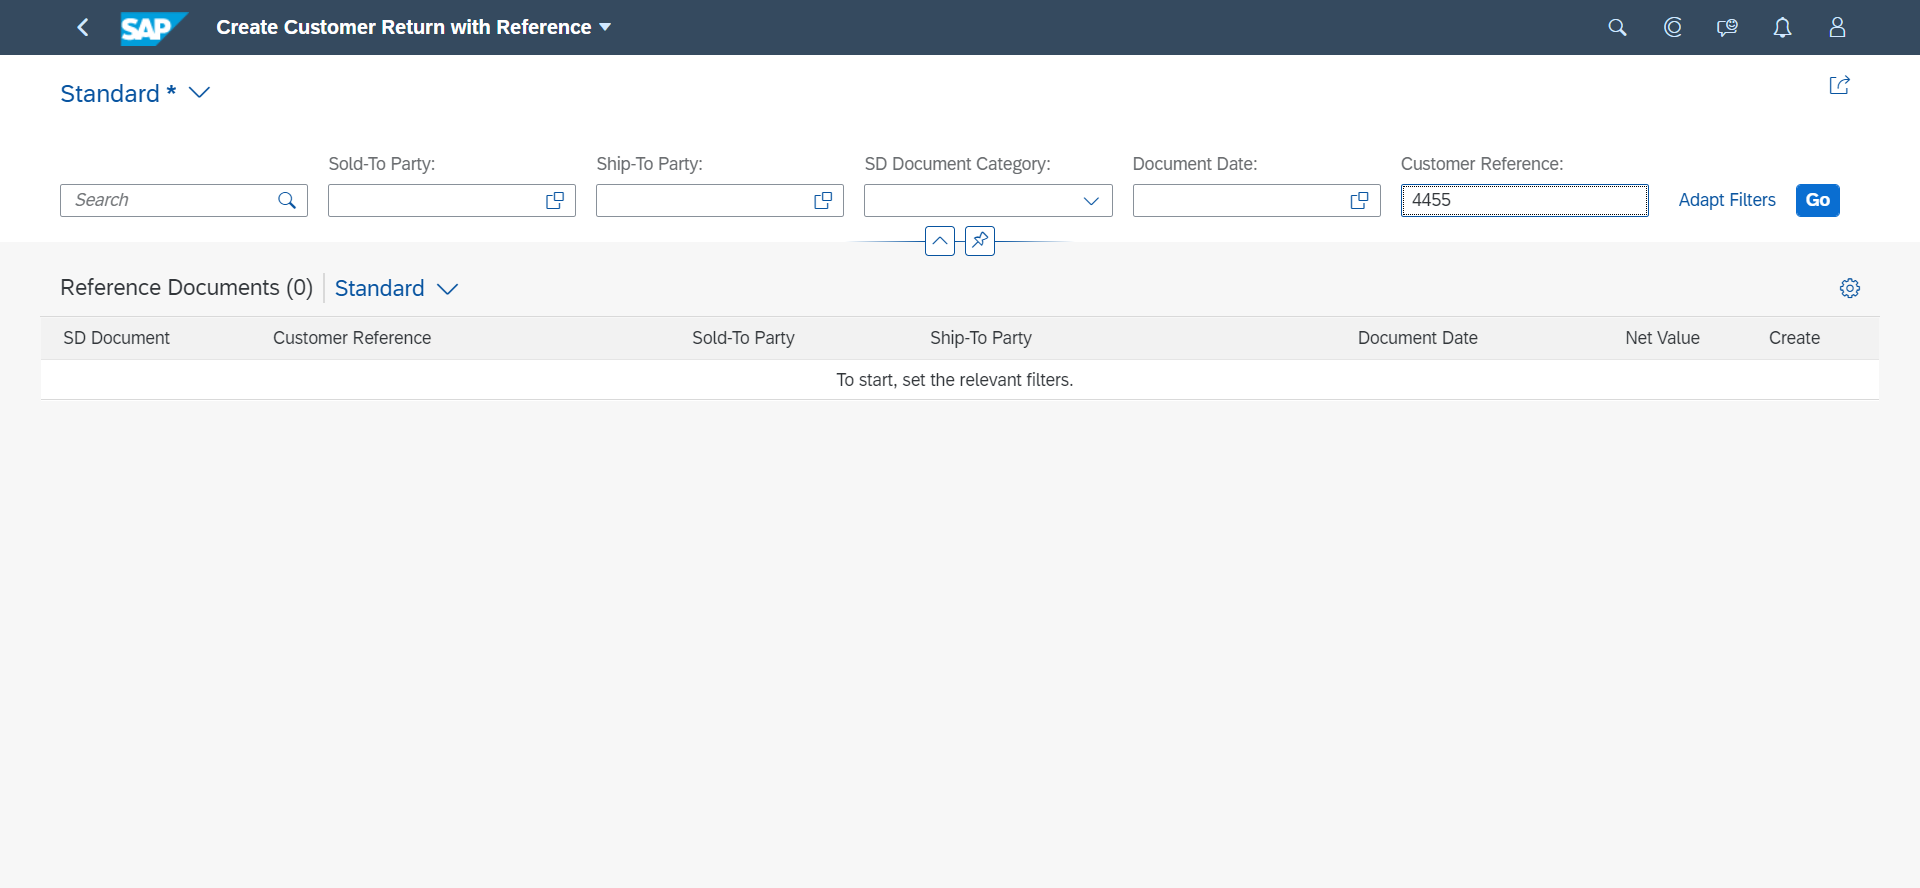 SAP
Create Customer Return with Reference
Standard *
Sold-To Party:
Ship-To Party:
SD Document Category:
Document Date:
Customer Reference:
Search
4455
Adapt Filters
Go
Reference Documents (0)
Standard
SD Document
Customer Reference
Sold-To Party
Ship-To Party
Document Date
Net Value
Create
To start, set the relevant filters.